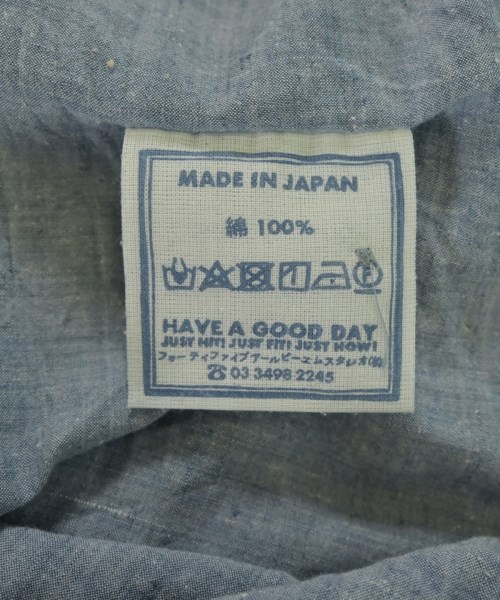 MADE IN JAPAN
綿 100%
F
HAVE A GOOD DAY
JUST HIT! JUST FIT! JUST NOW!
フォーティファイブアールピーエムスタジオ(株)
☎ 03 3498 2245